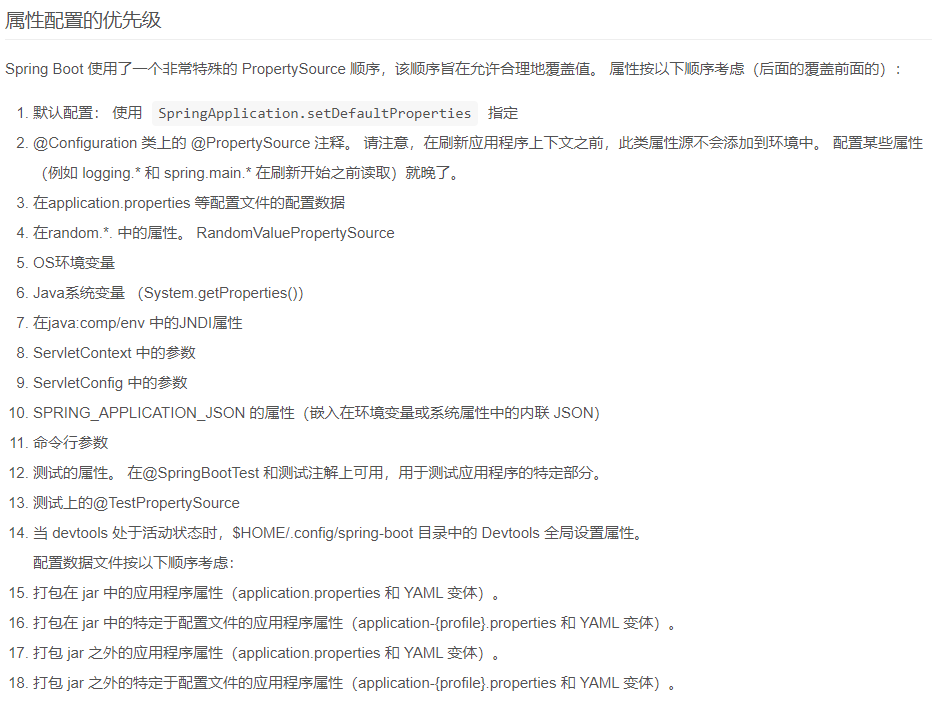 属性配置的优先级
Spring Boot 使用了一个非常特殊的 PropertySource 顺序，该顺序旨在允许合理地覆盖值。 属性按以下顺序考虑（后面的覆盖前面的）：
1. 默认配置： 使用 SpringApplication.setDefaultProperties 指定
2. @Configuration 类上的 @PropertySource 注释。 请注意，在刷新应用程序上下文之前，此类属性源不会添加到环境中。 配置某些属性
（例如 logging.* 和 spring.main.* 在刷新开始之前读取）就晚了。
3. 在application.properties 等配置文件的配置数据
4. 在random.*. 中的属性。 RandomValuePropertySource
5. OS环境变量
6. Java系统变量 （System.getProperties())
7. 在java:comp/env 中的JNDI属性
8. ServletContext 中的参数
9. ServletConfig 中的参数
10. SPRING_APPLICATION_JSON 的属性（嵌入在环境变量或系统属性中的内联 JSON）
11. 命令行参数
12. 测试的属性。 在@SpringBootTest 和测试注解上可用，用于测试应用程序的特定部分。
13. 测试上的@TestPropertySource
14. 当 devtools 处于活动状态时，$HOME/.config/spring-boot 目录中的 Devtools 全局设置属性。
配置数据文件按以下顺序考虑：
15. 打包在 jar 中的应用程序属性（application.properties 和 YAML 变体）。
16. 打包在 jar 中的特定于配置文件的应用程序属性（application-{profile}.properties 和 YAML 变体）。
17. 打包 jar 之外的应用程序属性（application.properties 和 YAML 变体）。
18. 打包 jar 之外的特定于配置文件的应用程序属性（application-{profile}.properties 和 YAML 变体）。